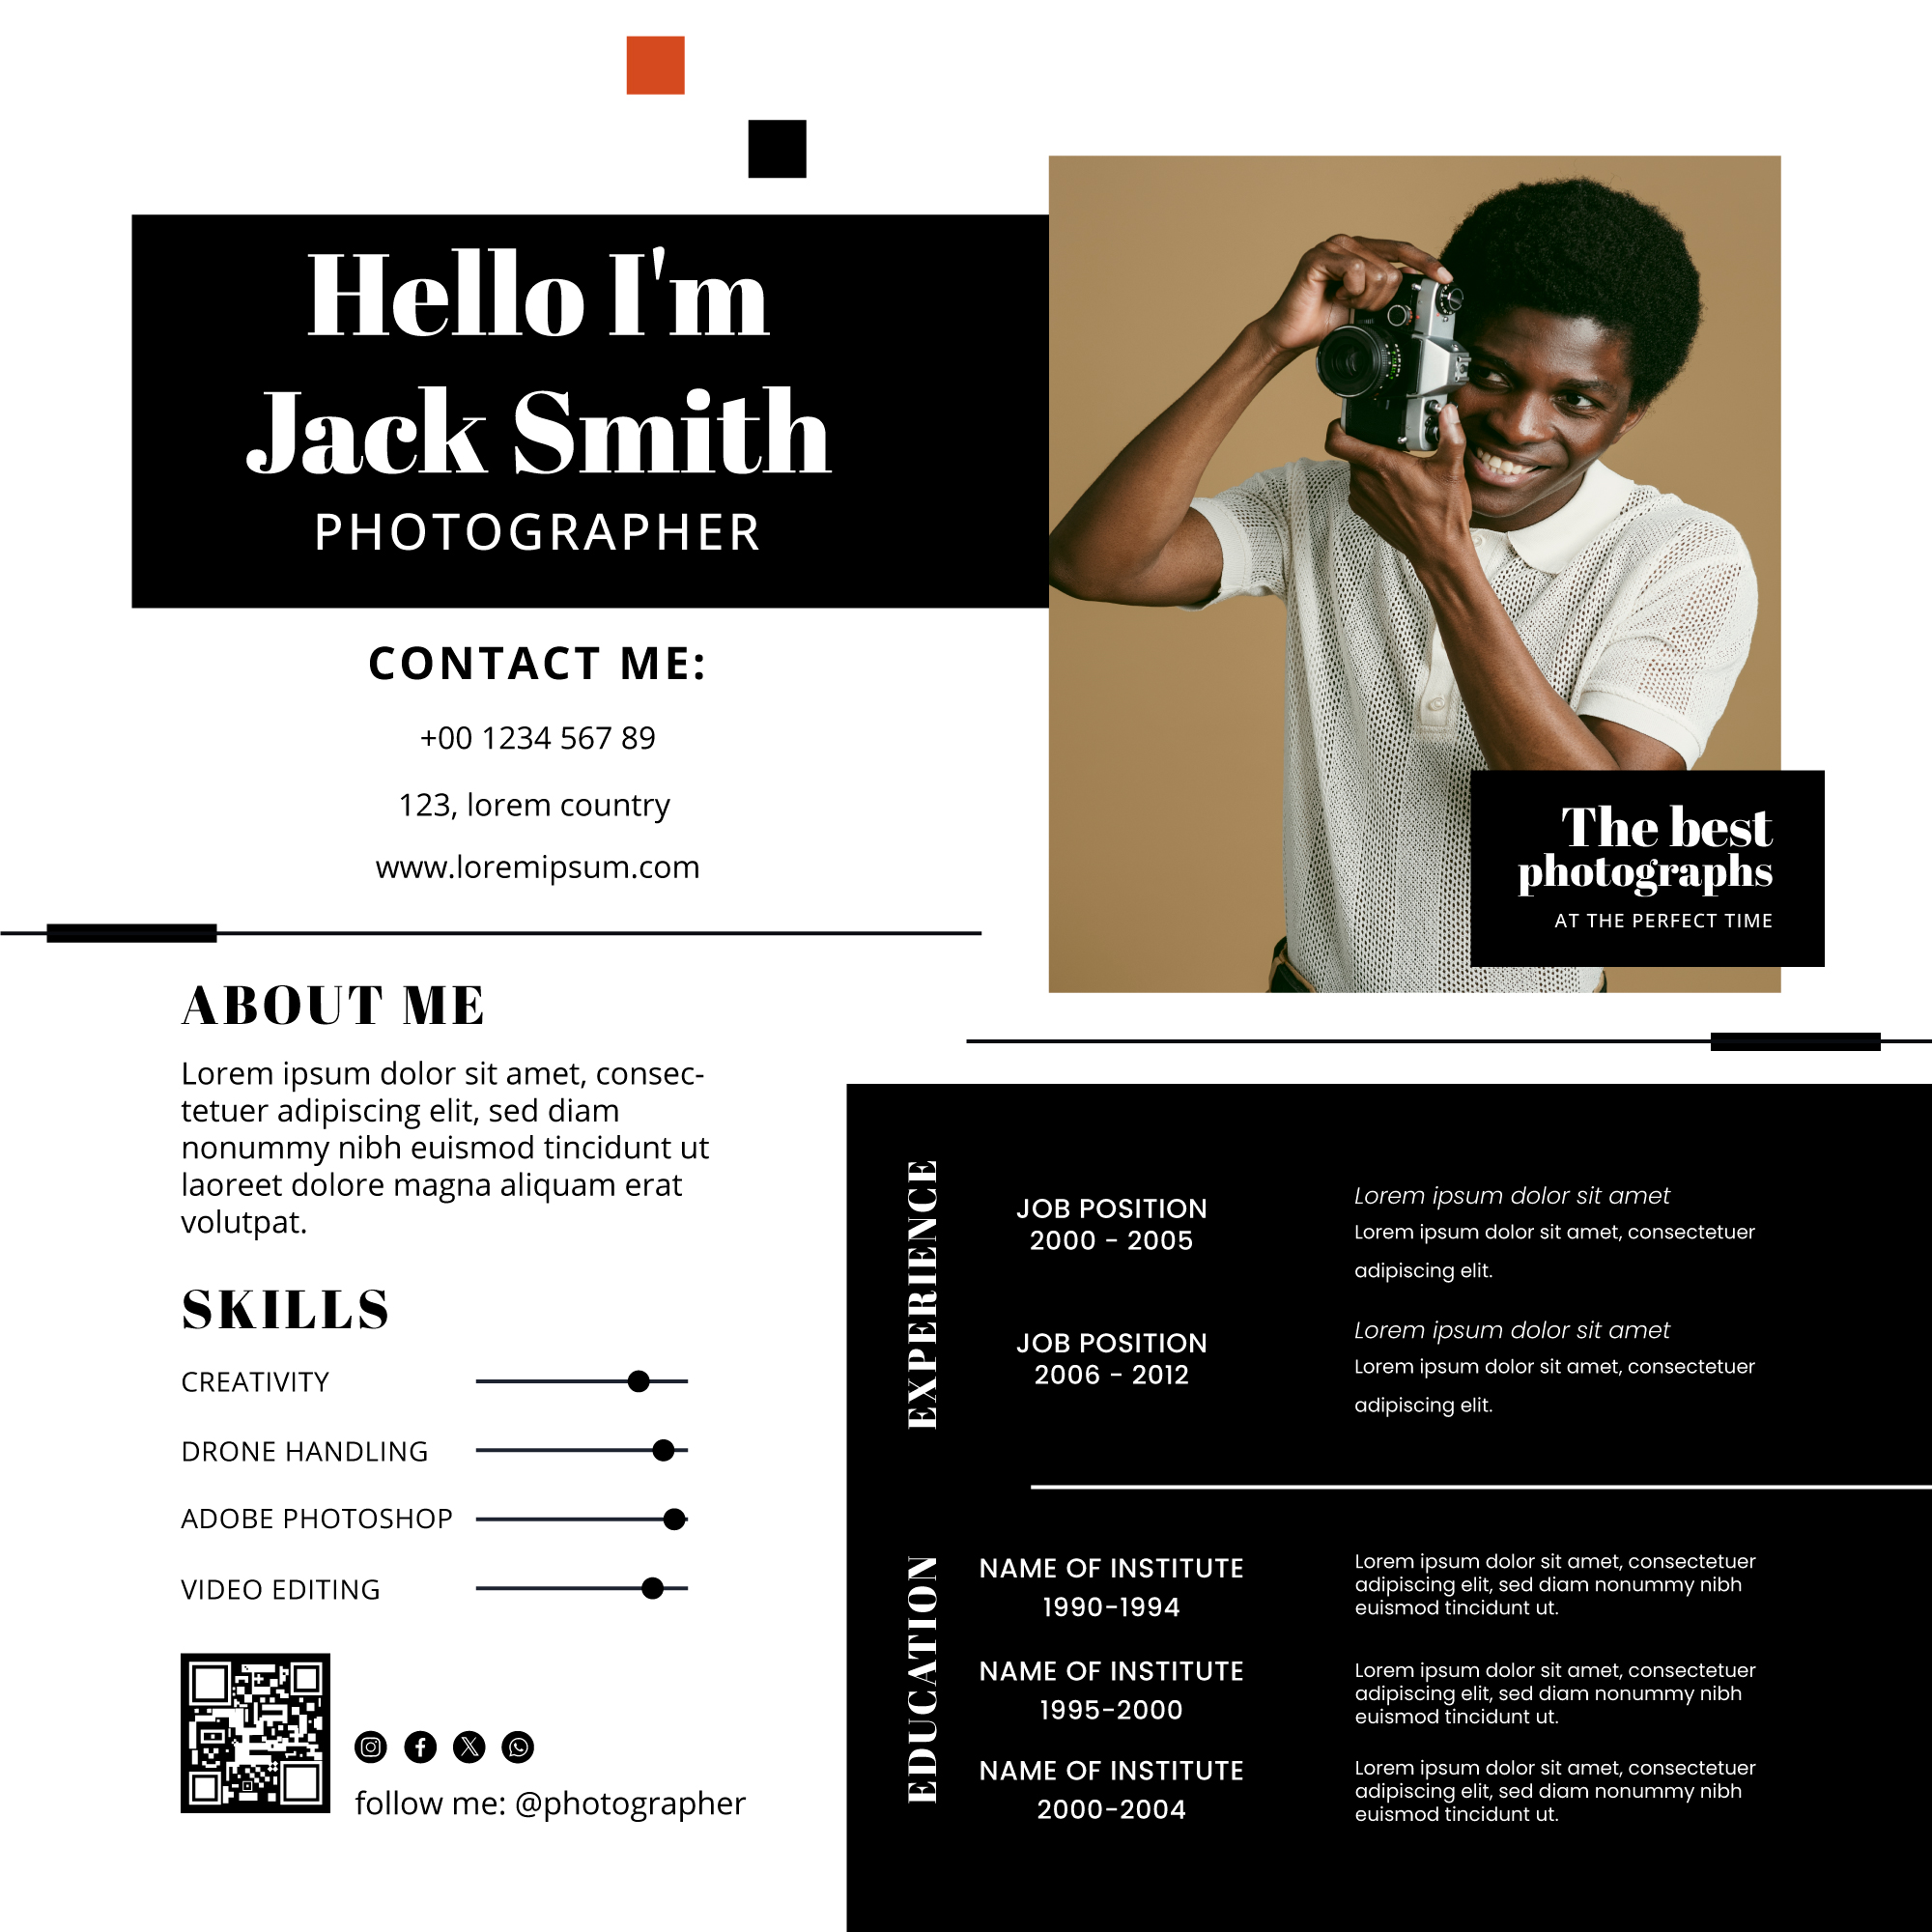 Hello I'm
Jack Smith
PHOTOGRAPHER
CONTACT ME:
+00 1234 567 89
123, lorem country
www.loremipsum.com
The best
photographs
AT THE PERFECT TIME
ABOUT ME
Lorem ipsum dolor sit amet, consec-
tetuer adipiscing elit, sed diam
nonummy nibh euismod tincidunt ut
laoreet dolore magna aliquam erat
volutpat.
SKILLS
CREATIVITY
DRONE HANDLING
ADOBE PHOTOSHOP
VIDEO EDITING
follow me: @photographer
EXPERIENCE
JOB POSITION
2000 - 2005
Lorem ipsum dolor sit amet
Lorem ipsum dolor sit amet, consectetuer
adipiscing elit.
JOB POSITION
2006 - 2012
Lorem ipsum dolor sit amet
Lorem ipsum dolor sit amet, consectetuer
adipiscing elit.
EDUCATION
NAME OF INSTITUTE
1990-1994
Lorem ipsum dolor sit amet, consectetuer
adipiscing elit, sed diam nonummy nibh
euismod tincidunt ut.
NAME OF INSTITUTE
1995-2000
Lorem ipsum dolor sit amet, consectetuer
adipiscing elit, sed diam nonummy nibh
euismod tincidunt ut.
NAME OF INSTITUTE
2000-2004
Lorem ipsum dolor sit amet, consectetuer
adipiscing elit, sed diam nonummy nibh
euismod tincidunt ut.